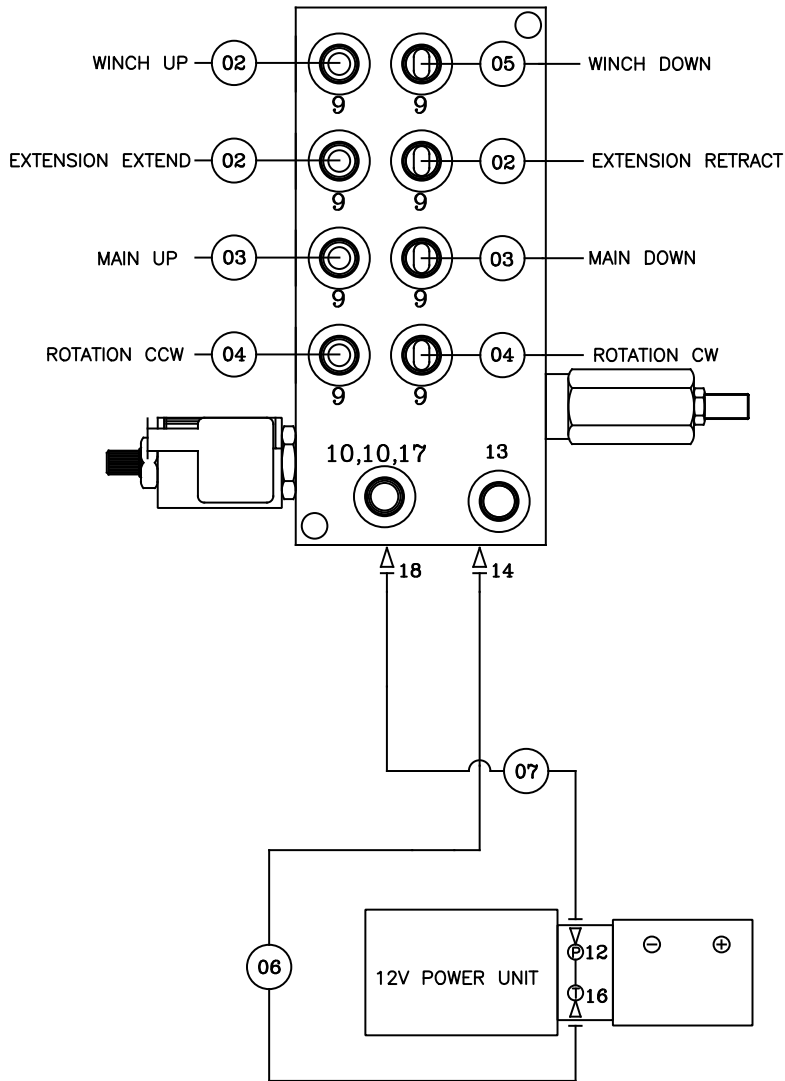 WINCH UP 02 05 WINCH DOWN
9 9
EXTENSION EXTEND 02 02 EXTENSION RETRACT
9 9
MAIN UP 03 03 MAIN DOWN
9 9
ROTATION CCW 04 04 ROTATION CW
9 9
10,10,17 13
18 14
07
06
12V POWER UNIT
P 12
T 16
− +